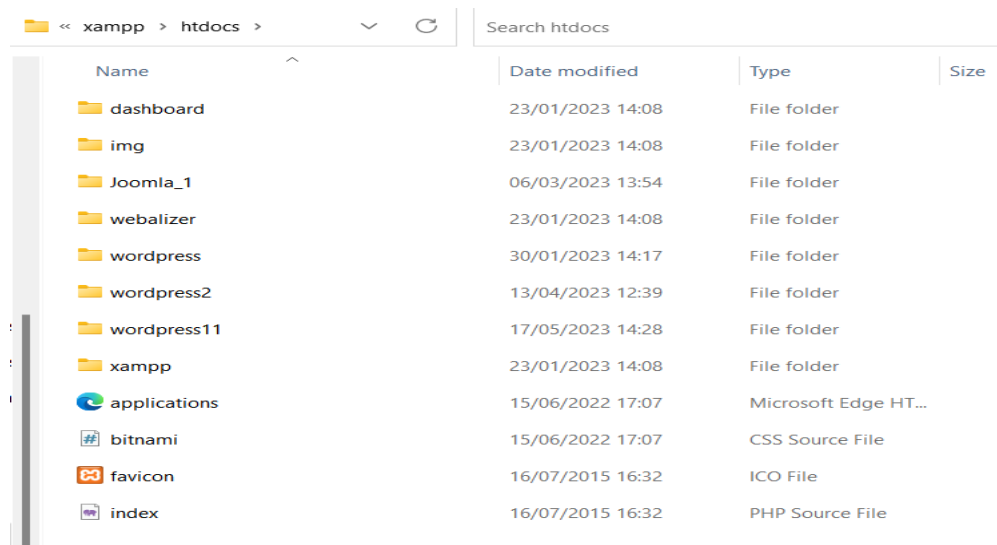 « xampp > htdocs > Search htdocs
Name Date modified Type Size
dashboard 23/01/2023 14:08 File folder
img 23/01/2023 14:08 File folder
Joomla_1 06/03/2023 13:54 File folder
webalizer 23/01/2023 14:08 File folder
wordpress 30/01/2023 14:17 File folder
wordpress2 13/04/2023 12:39 File folder
wordpress11 17/05/2023 14:28 File folder
xampp 23/01/2023 14:08 File folder
applications 15/06/2022 17:07 Microsoft Edge HT...
bitnami 15/06/2022 17:07 CSS Source File
favicon 16/07/2015 16:32 ICO File
index 16/07/2015 16:32 PHP Source File